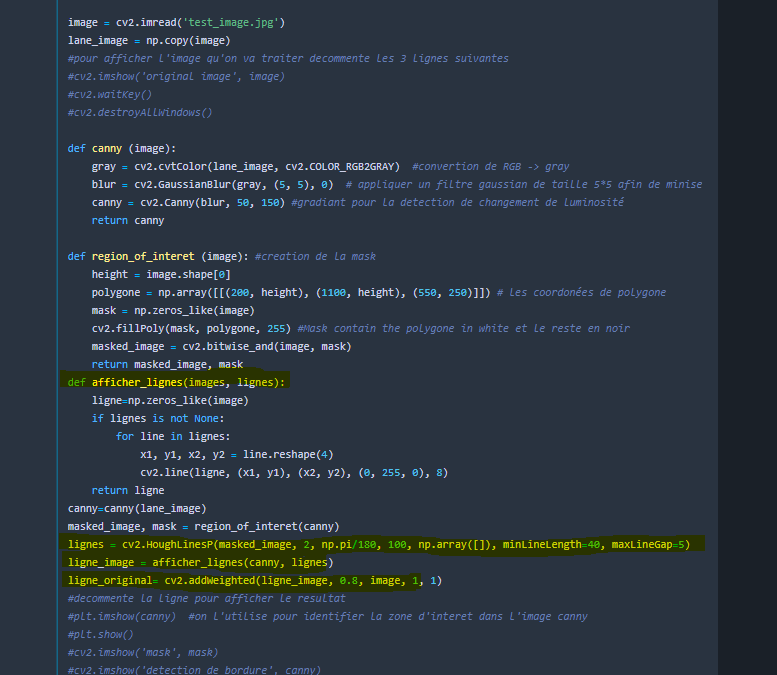 image = cv2.imread('test_image.jpg')
lane_image = np.copy(image)
#pour afficher l'image qu'on va traiter decommente les 3 lignes suivantes
#cv2.imshow('original image', image)
#cv2.waitKey()
#cv2.destroyAllWindows()
def canny (image):
gray = cv2.cvtColor(lane_image, cv2.COLOR_RGB2GRAY)  #convertion de RGB -> gray
blur = cv2.GaussianBlur(gray, (5, 5), 0)  # appliquer un filtre gaussian de taille 5*5 afin de minise
canny = cv2.Canny(blur, 50, 150) #gradiant pour la detection de changement de luminosité
return canny
def region_of_interet (image): #creation de la mask
height = image.shape[0]
polygone = np.array([[(200, height), (1100, height), (550, 250)]]) # les coordonées de polygone
mask = np.zeros_like(image)
cv2.fillPoly(mask, polygone, 255) #Mask contain the polygone in white et le reste en noir
masked_image = cv2.bitwise_and(image, mask)
return masked_image, mask
def afficher_lignes(images, lignes):
ligne=np.zeros_like(image)
if lignes is not None:
for line in lignes:
x1, y1, x2, y2 = line.reshape(4)
cv2.line(ligne, (x1, y1), (x2, y2), (0, 255, 0), 8)
return ligne
canny=canny(lane_image)
masked_image, mask = region_of_interet(canny)
lignes = cv2.HoughLinesP(masked_image, 2, np.pi/180, 100, np.array([]), minLineLength=40, maxLineGap=5)
ligne_image = afficher_lignes(canny, lignes)
ligne_original= cv2.addWeighted(ligne_image, 0.8, image, 1, 1)
#decommente la ligne pour afficher le resultat
#plt.imshow(canny)  #on l'utilise pour identifier la zone d'interet dans l'image canny
#plt.show()
#cv2.imshow('mask', mask)
#cv2.imshow('detection de bordure', canny)